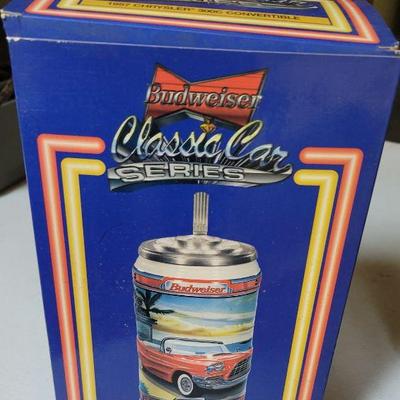 1957 CHRYSLER 300C CONVERTIBLE
Budweiser
Classic Car
SERIES
Budweiser